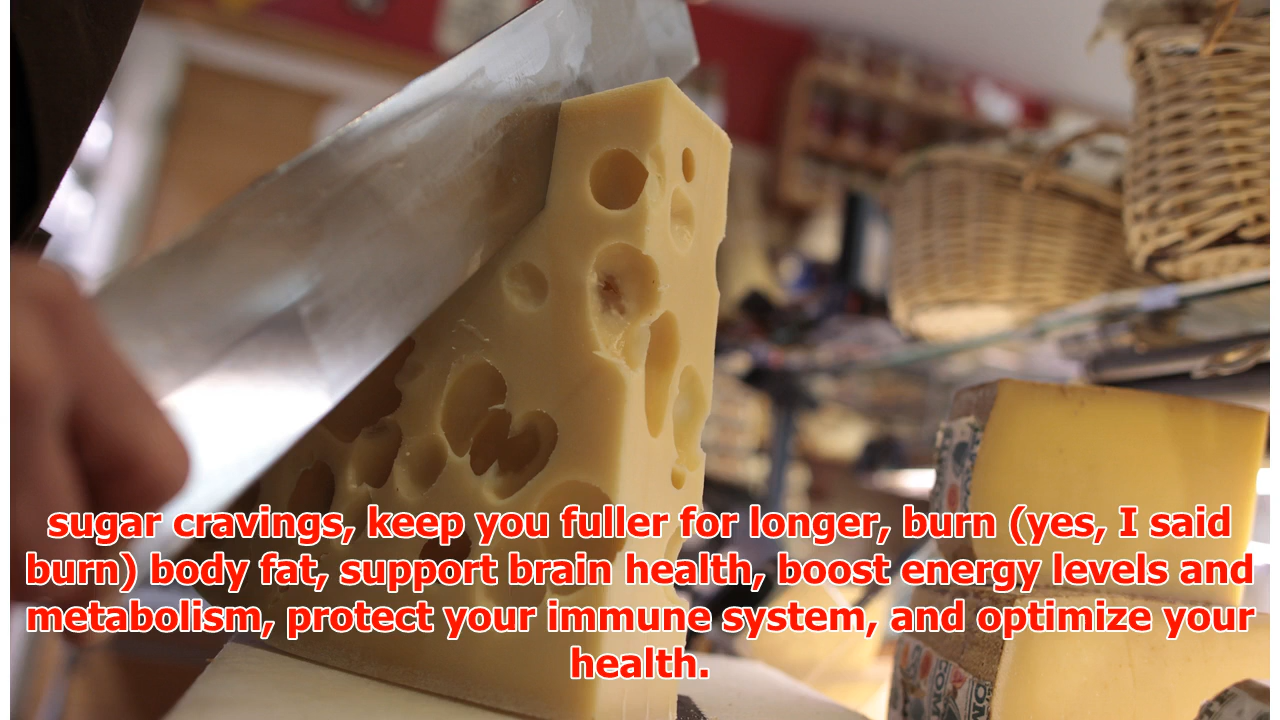 sugar cravings, keep you fuller for longer, burn (yes, I said
burn) body fat, support brain health, boost energy levels and
metabolism, protect your immune system, and optimize your
health.